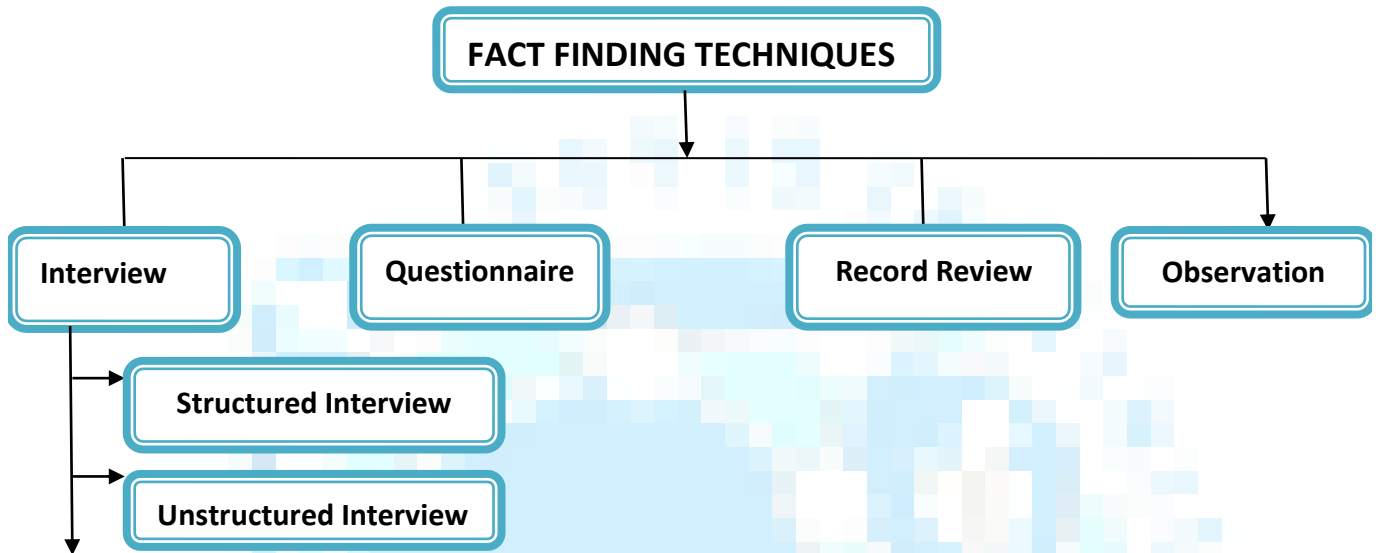 FACT FINDING TECHNIQUES
Interview
Questionnaire
Record Review
Observation
Structured Interview
Unstructured Interview